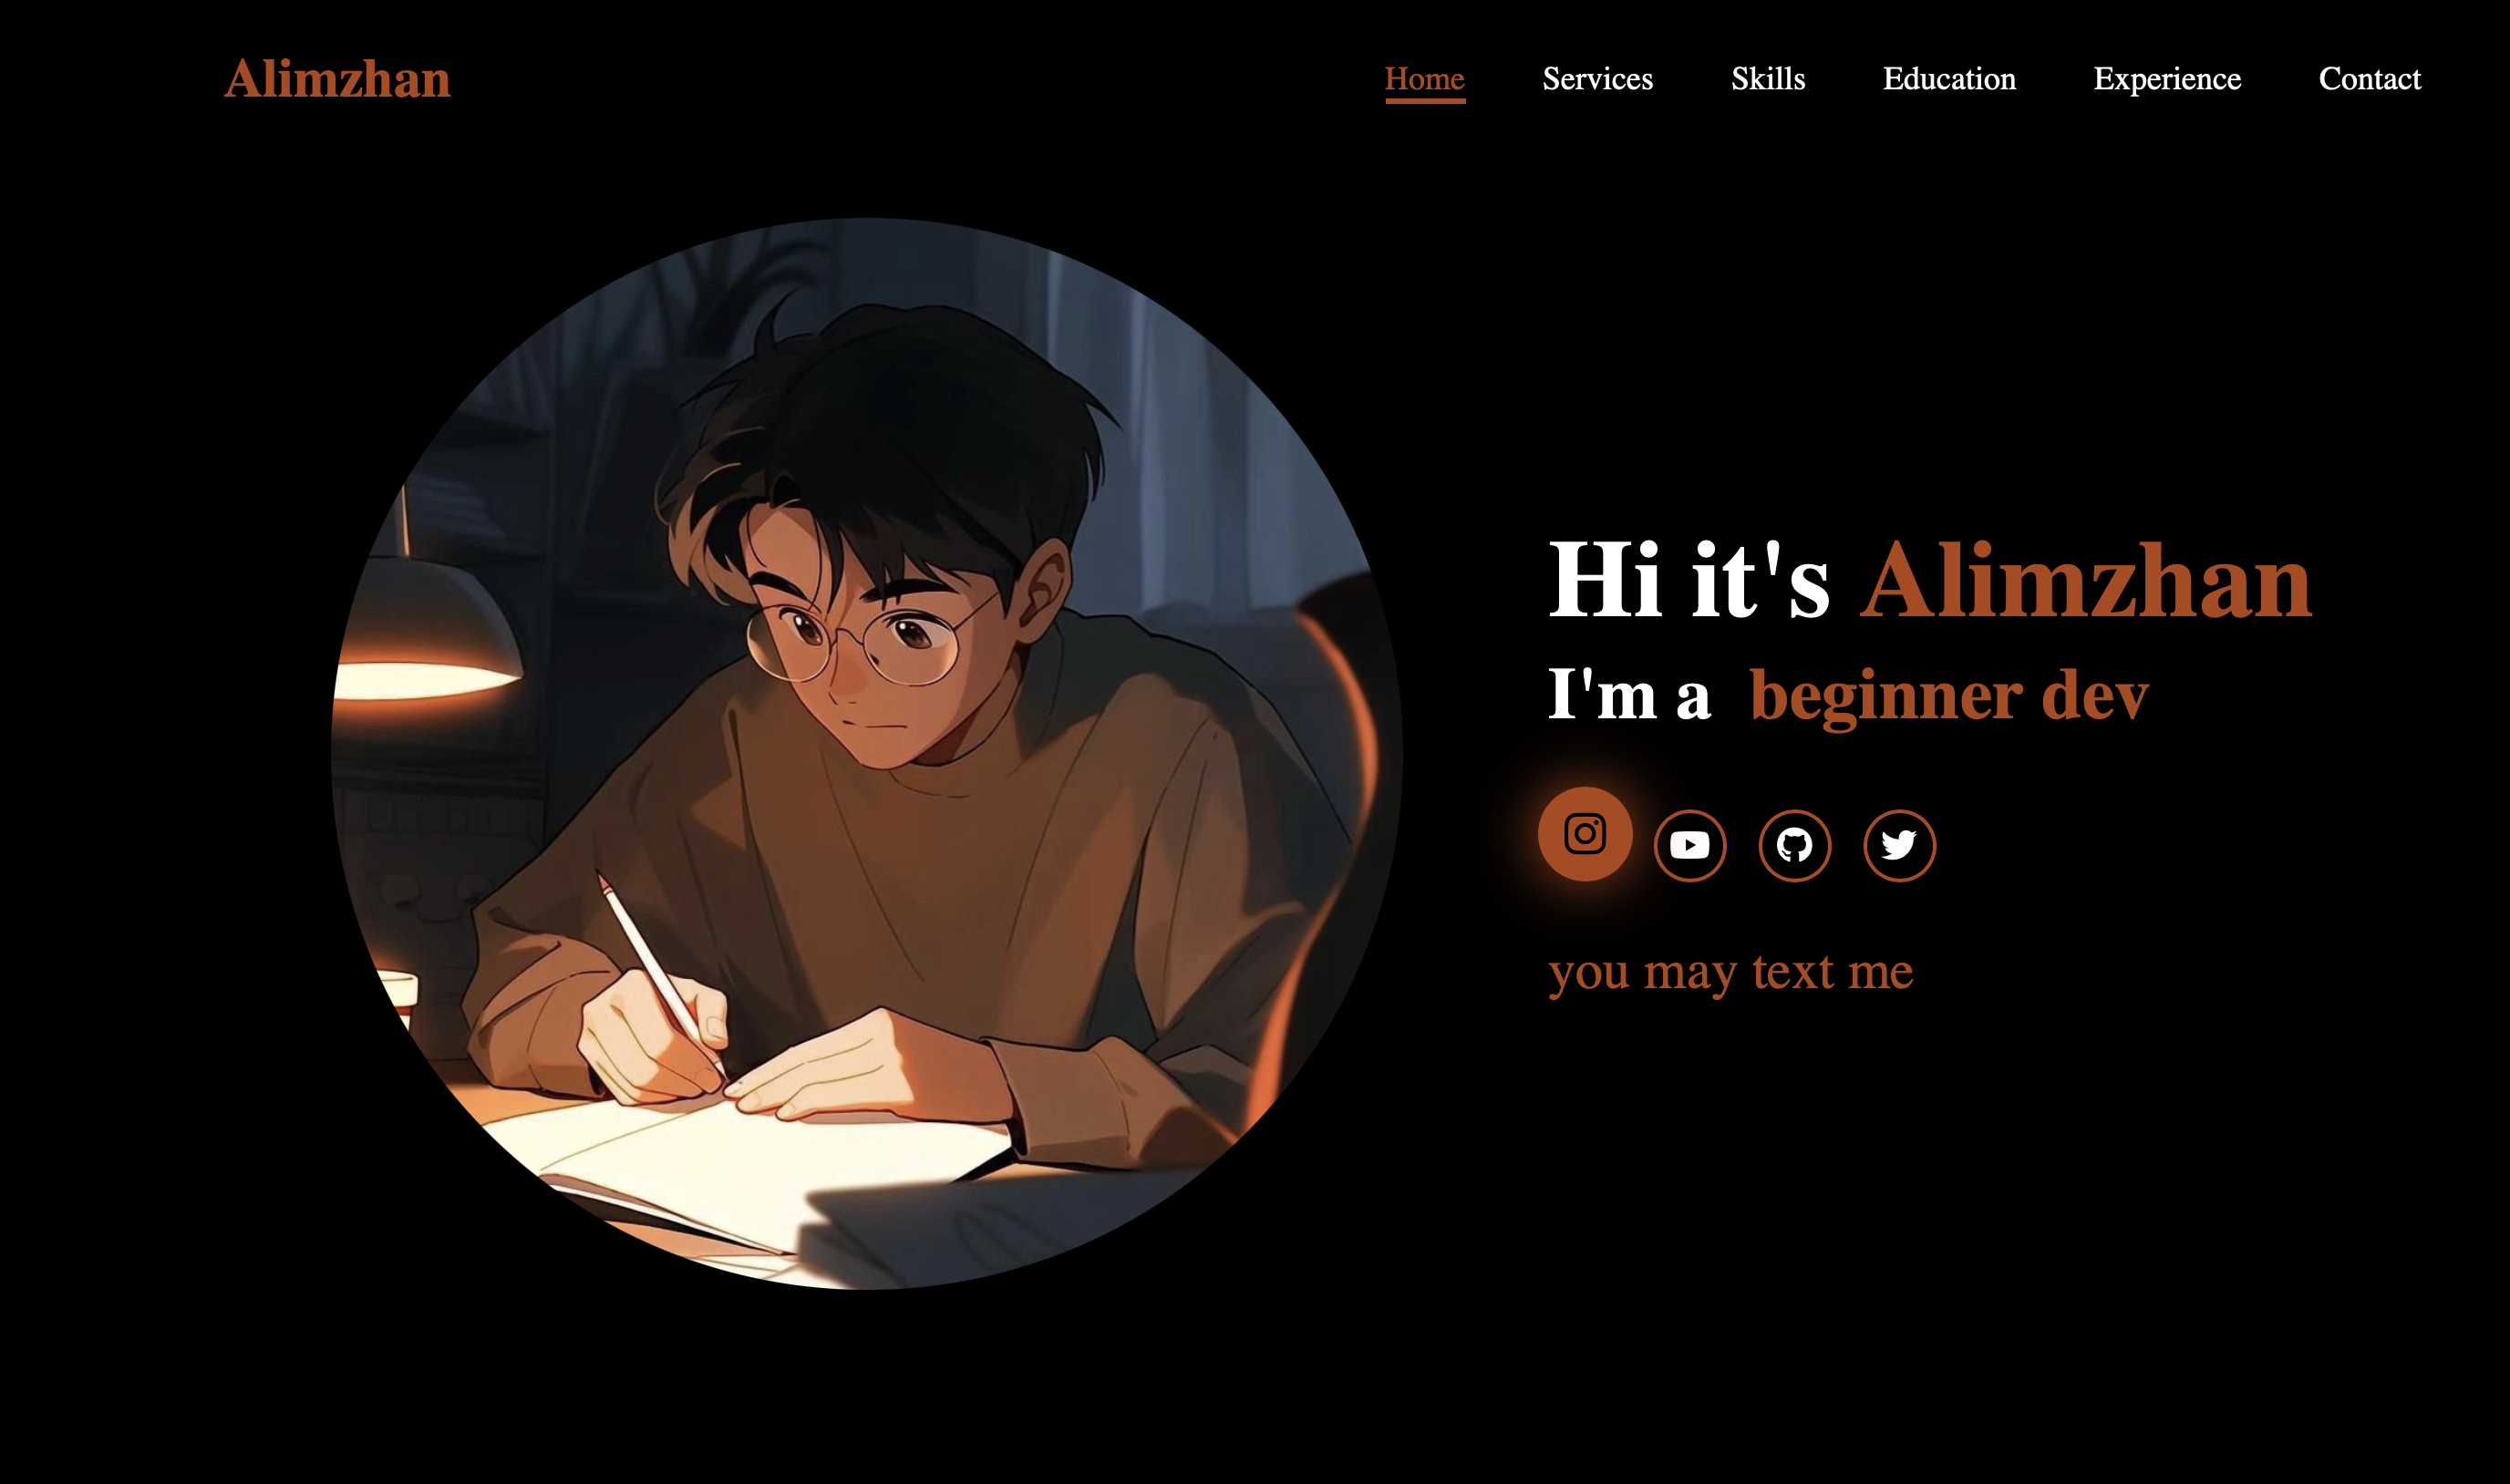 Alimzhan
Home Services Skills Education Experience Contact
Hi it's Alimzhan
I'm a beginner dev
you may text me